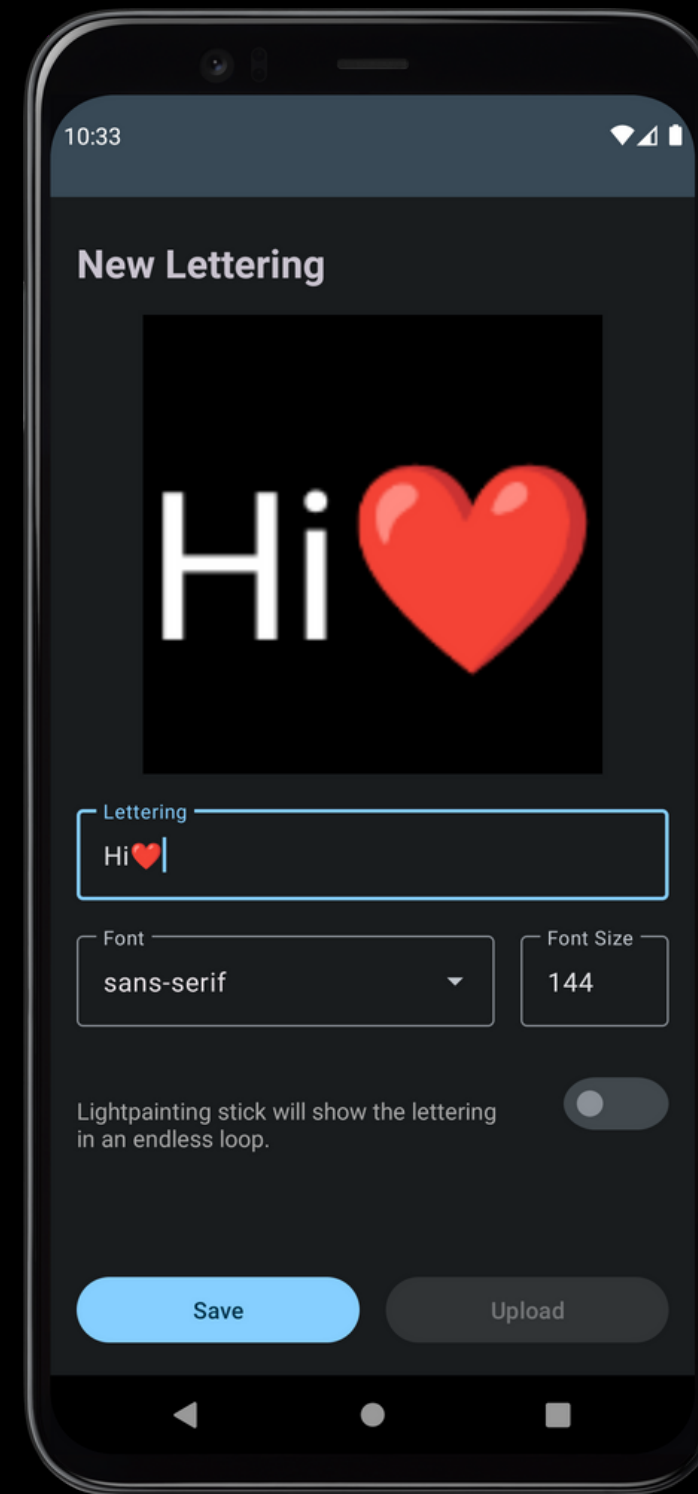 10:33
New Lettering
Hi❤️
Lettering
Hi❤️
Font
Font Size
sans-serif
144
Lightpainting stick will show the lettering
in an endless loop.
Save
Upload